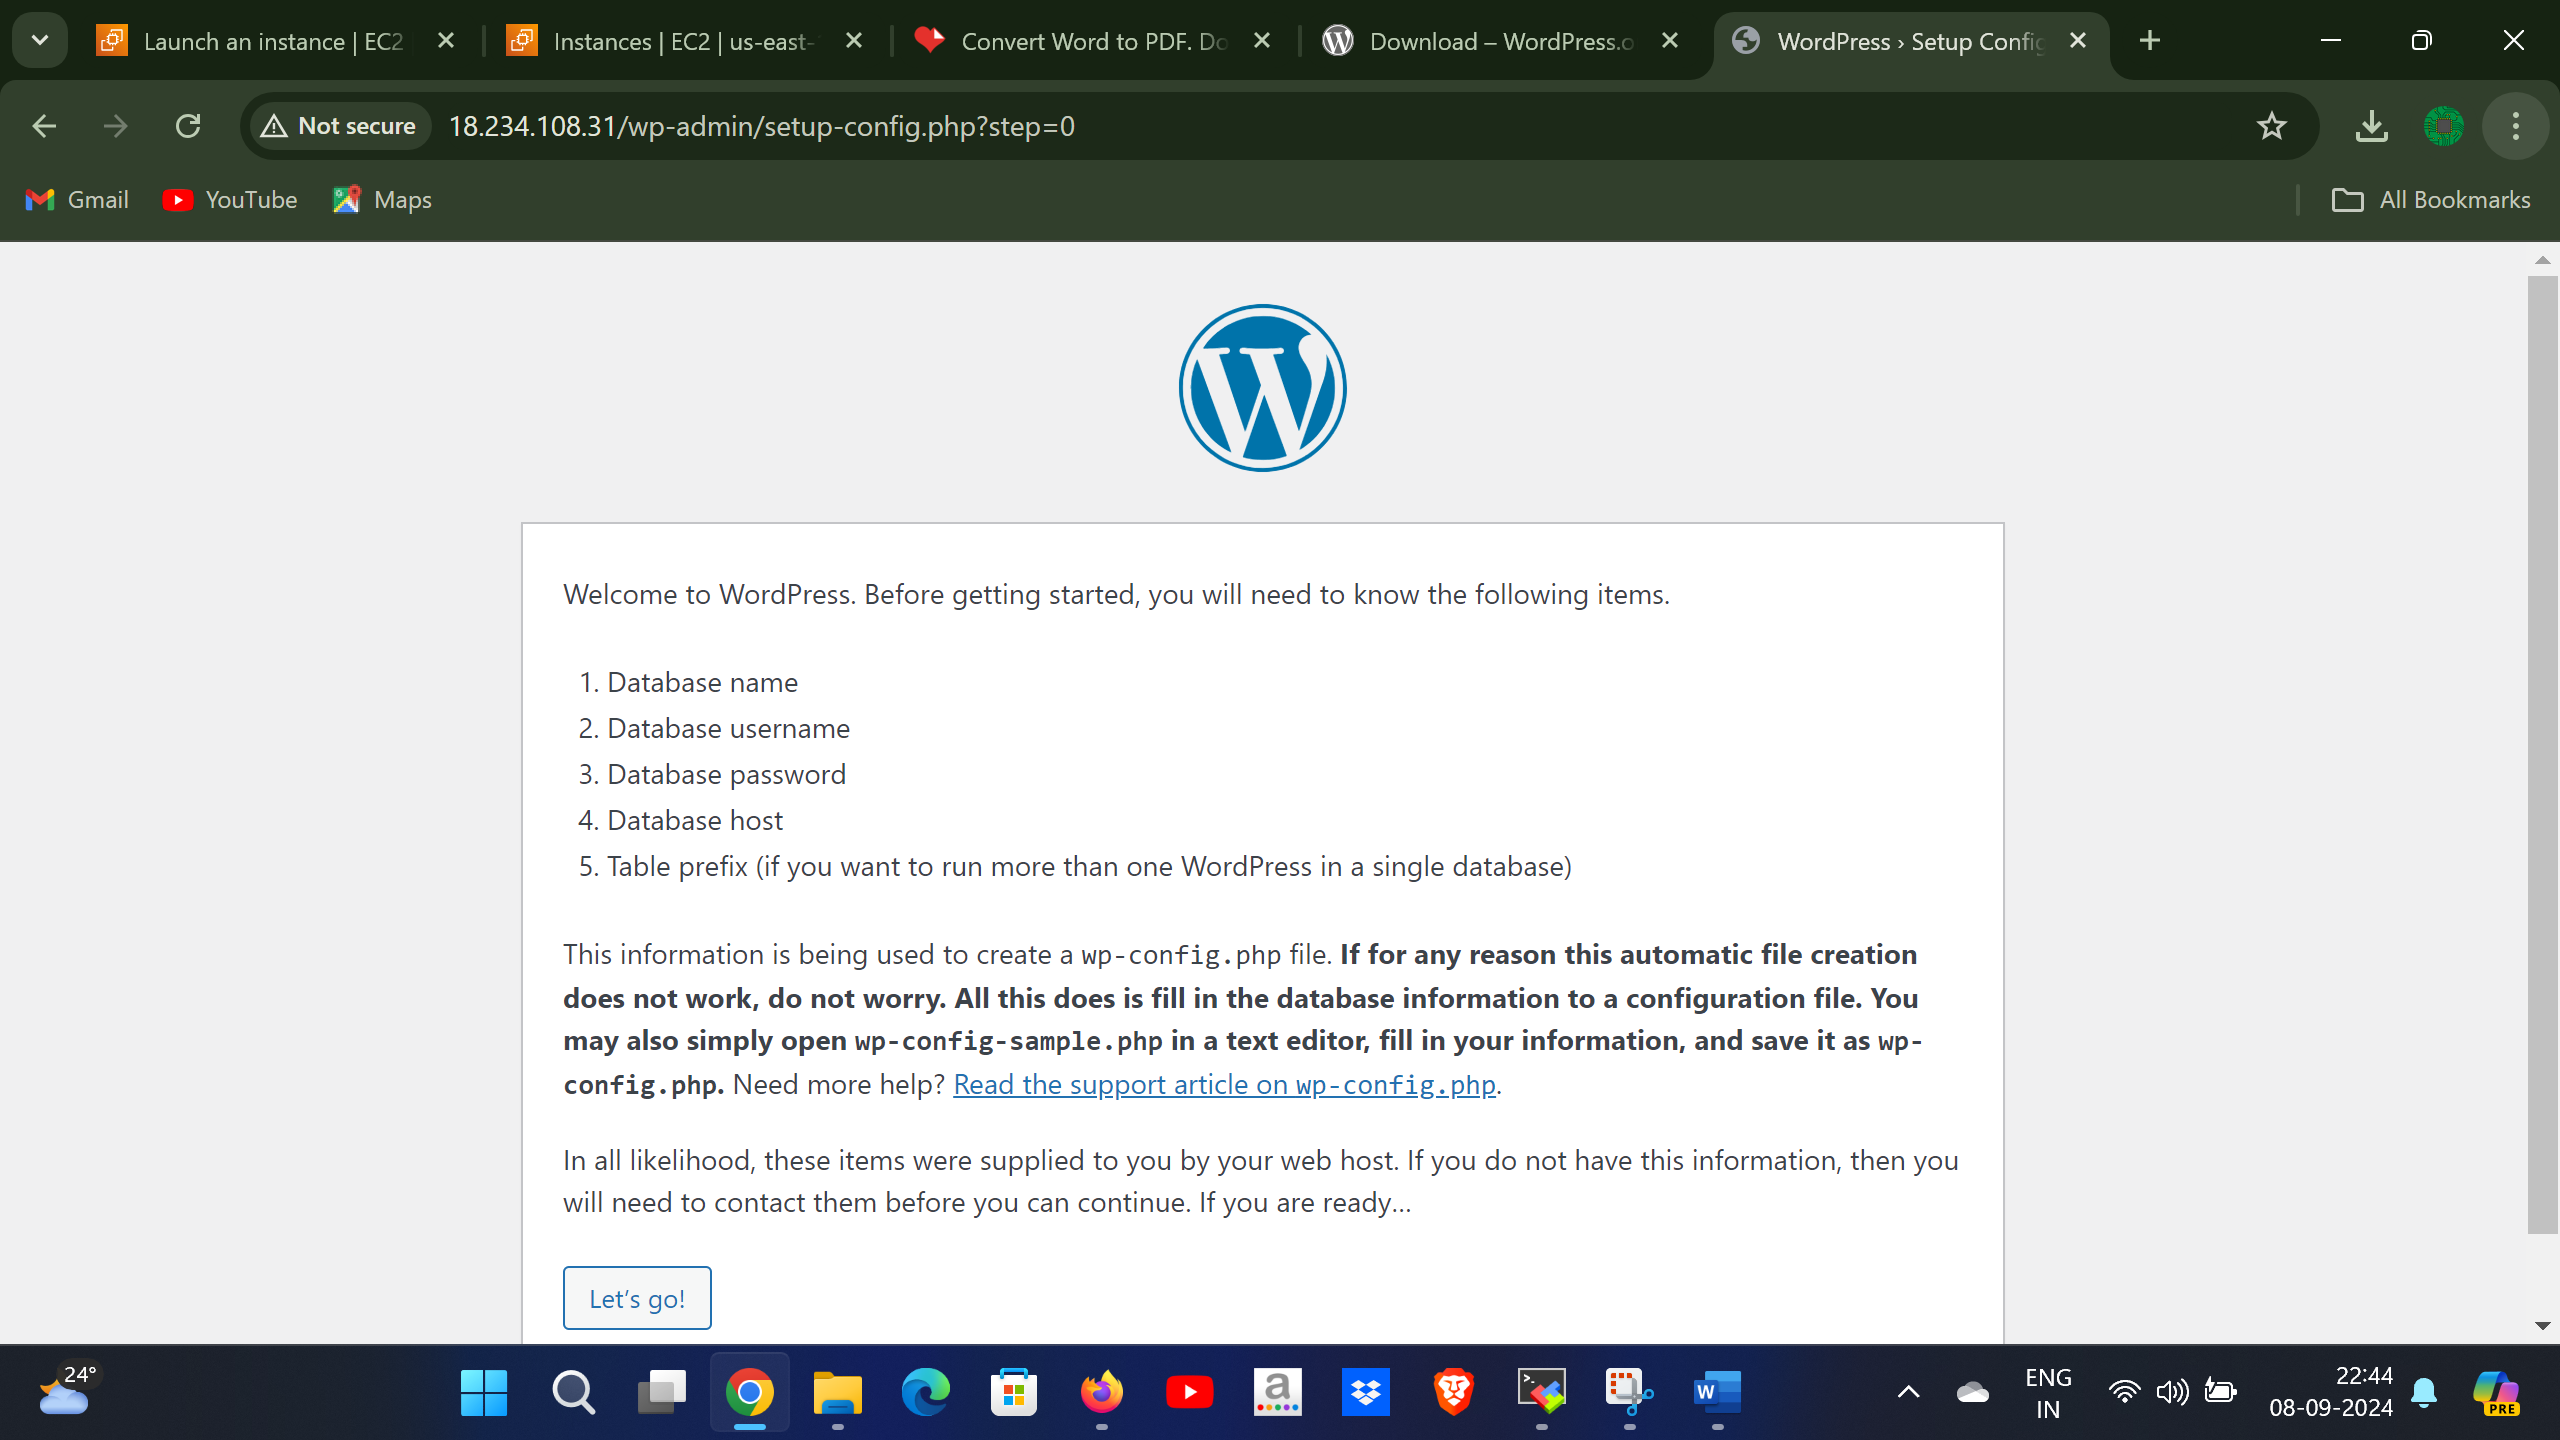 Launch an instance | EC2
Instances | EC2 | us-east-
Convert Word to PDF. Do
Download – WordPress.o
WordPress › Setup Config
Not secure
18.234.108.31/wp-admin/setup-config.php?step=0
Gmail
YouTube
Maps
All Bookmarks
Welcome to WordPress. Before getting started, you will need to know the following items.
1. Database name
2. Database username
3. Database password
4. Database host
5. Table prefix (if you want to run more than one WordPress in a single database)
This information is being used to create a wp-config.php file. If for any reason this automatic file creation
does not work, do not worry. All this does is fill in the database information to a configuration file. You
may also simply open wp-config-sample.php in a text editor, fill in your information, and save it as wp-
config.php. Need more help? Read the support article on wp-config.php.
In all likelihood, these items were supplied to you by your web host. If you do not have this information, then you
will need to contact them before you can continue. If you are ready…
Let’s go!
24°
ENG
IN
22:44
08-09-2024
PRE